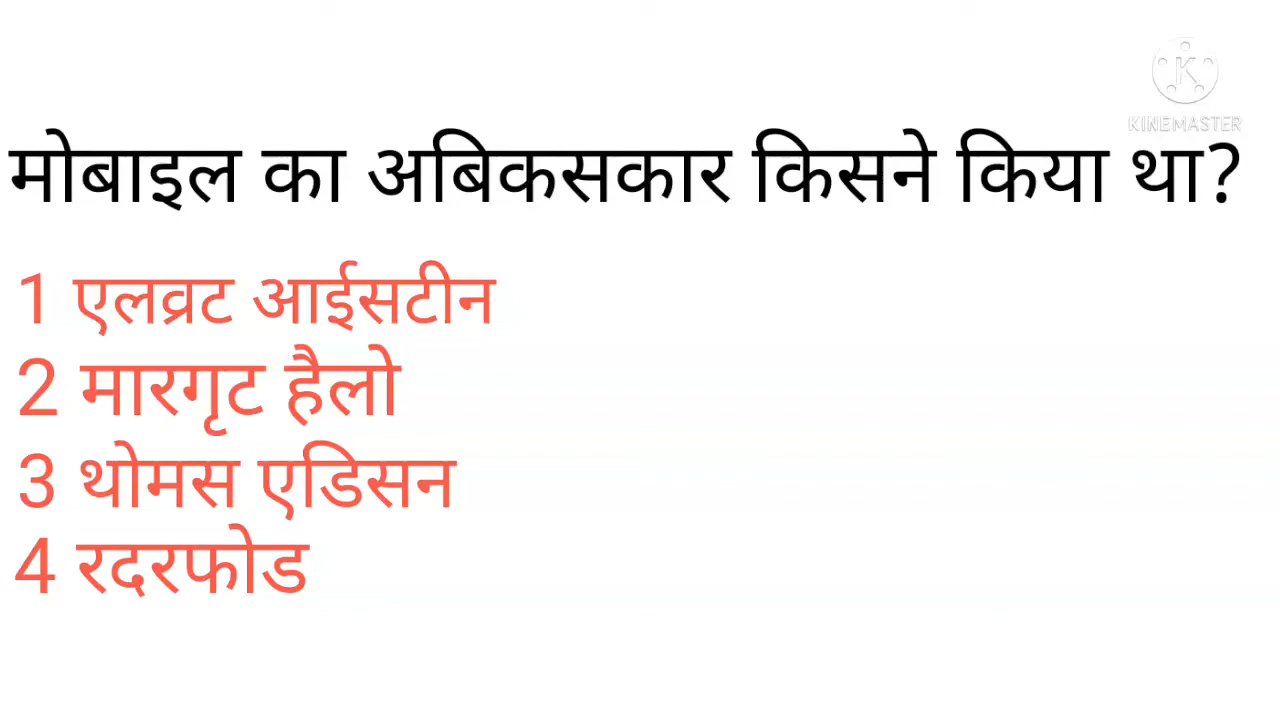 KINEMASTER
मोबाइल का अबिकसकार किसने किया था?
1 एलव्रट आईसटीन
2 मारगृट हैलो
3 थोमस एडिसन
4 रदरफोड